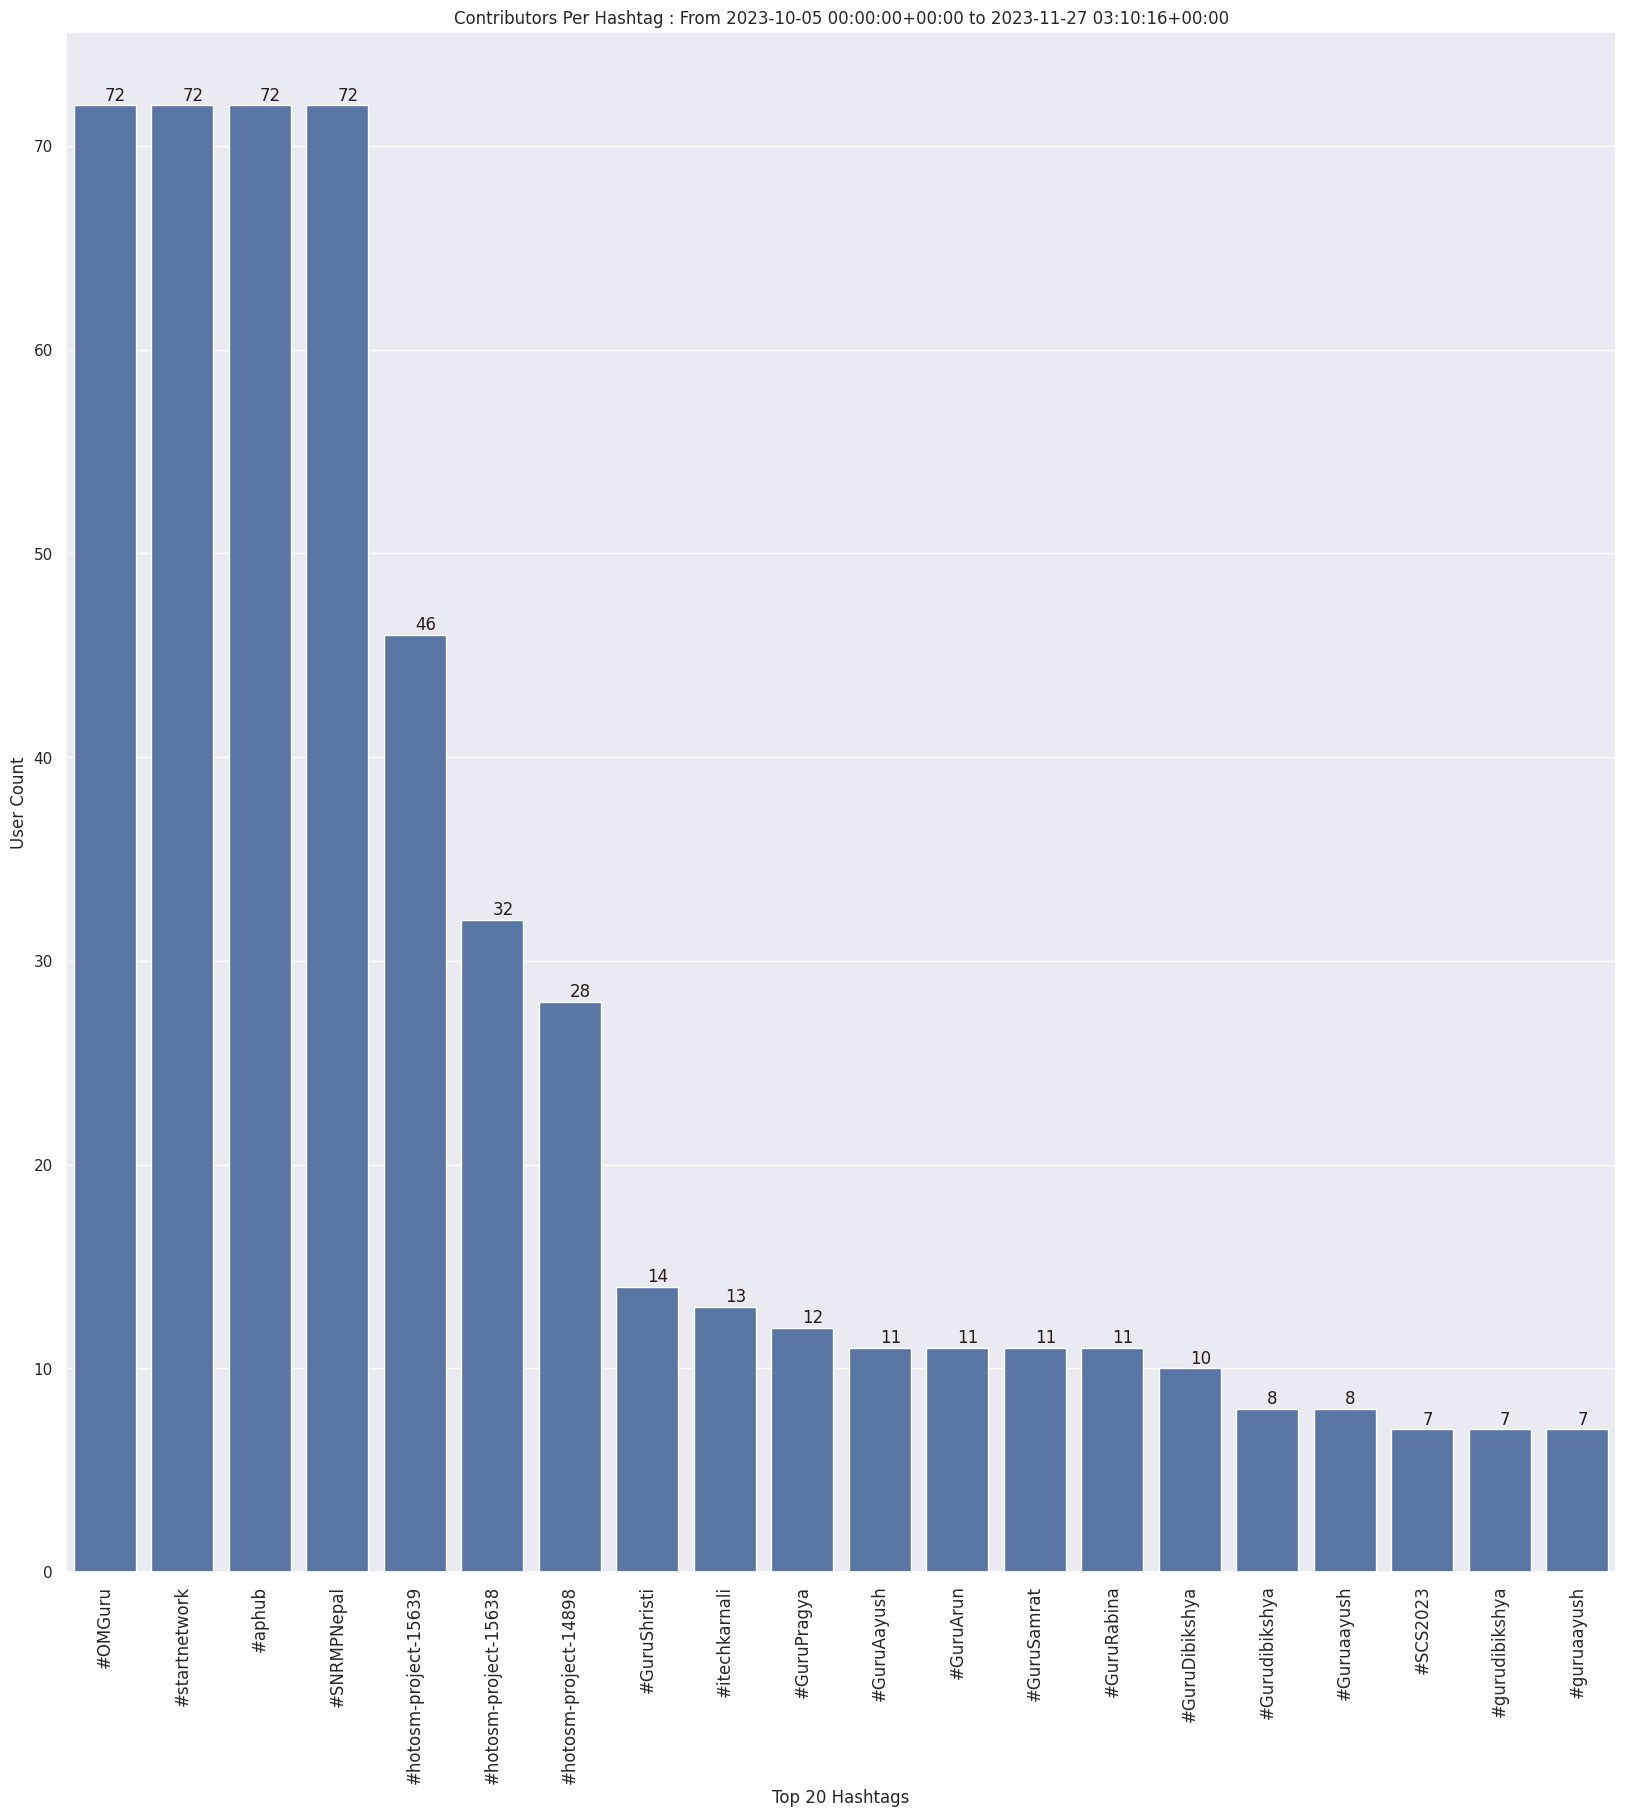 Contributors Per Hashtag : From 2023-10-05 00:00:00+00:00 to 2023-11-27 03:10:16+00:00
72
72
72
72
46
32
28
14
13
12
11
11
11
11
10
8
8
7
7
7
User Count
70
60
50
40
30
20
10
0
#OMGuru
#startnetwork
#aphub
#SNRMPNepal
#hotosm-project-15639
#hotosm-project-15638
#hotosm-project-14898
#GuruShristi
#itechkarnali
#GuruPragya
#GuruAayush
#GuruArun
#GuruSamrat
#GuruRabina
#GuruDibikshya
#Gurudibikshya
#Guruaayush
#SCS2023
#gurudibikshya
#guruaayush
Top 20 Hashtags